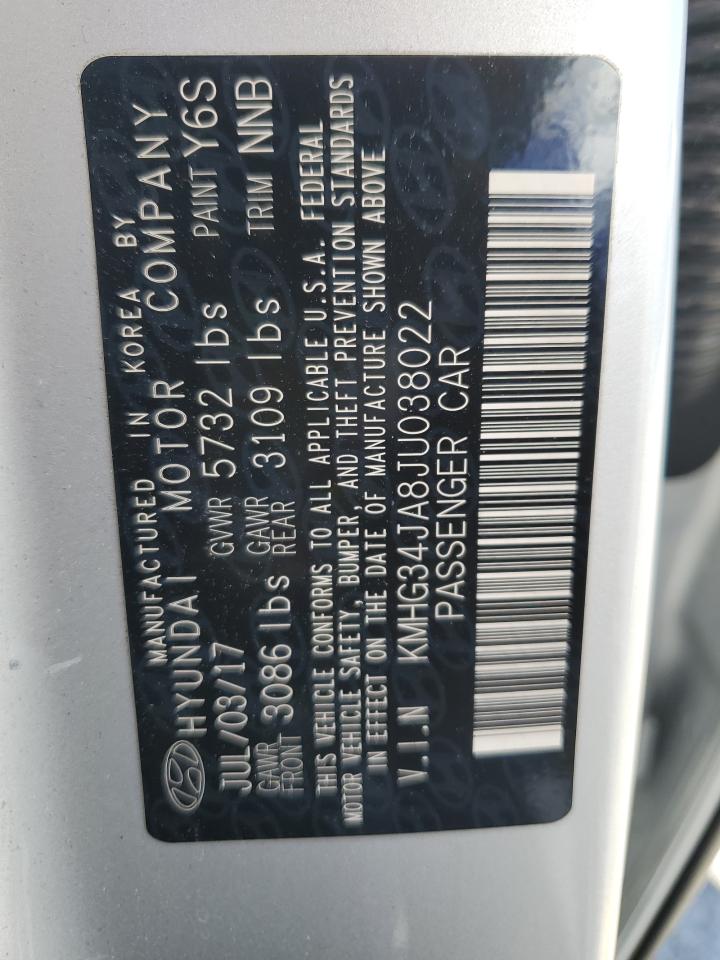 MANUFACTURED IN KOREA BY
HYUNDAI MOTOR COMPANY
JUL/03/17 GVWR 5732 lbs PAINT Y6S
GAWR FRONT 3086 lbs GAWR REAR 3109 lbs TRIM NNB
THIS VEHICLE CONFORMS TO ALL APPLICABLE U.S.A. FEDERAL
MOTOR VEHICLE SAFETY, BUMPER, AND THEFT PREVENTION STANDARDS
IN EFFECT ON THE DATE OF MANUFACTURE SHOWN ABOVE
V.I.N KMHG34JA8JU038022
PASSENGER CAR